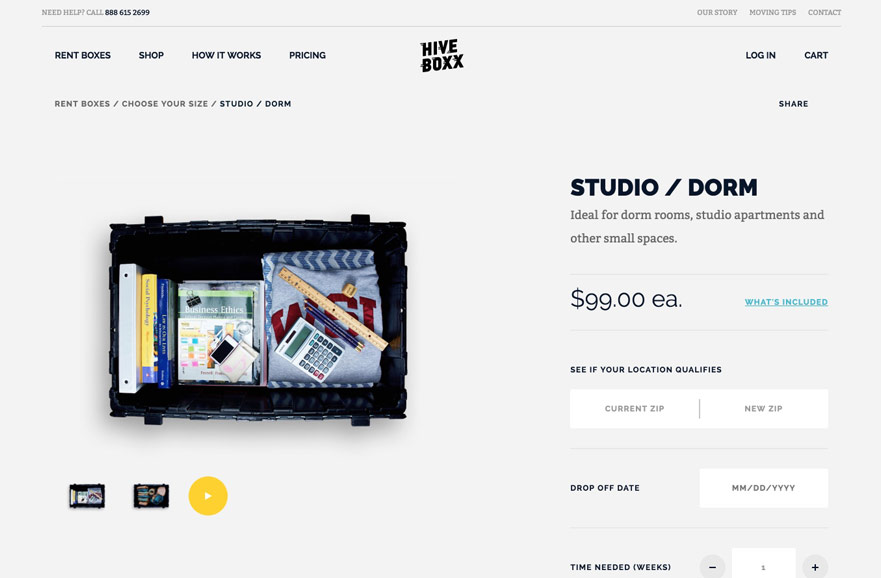 NEED HELP? CALL 888 615 2699
OUR STORY MOVING TIPS CONTACT
RENT BOXES SHOP HOW IT WORKS PRICING
HIVE
BOXX
LOG IN CART
RENT BOXES / CHOOSE YOUR SIZE / STUDIO / DORM
SHARE
STUDIO / DORM
Ideal for dorm rooms, studio apartments and
other small spaces.
$99.00 ea.
WHAT'S INCLUDED
SEE IF YOUR LOCATION QUALIFIES
CURRENT ZIP NEW ZIP
DROP OFF DATE
MM/DD/YYYY
TIME NEEDED (WEEKS)
− 1 +
Social Psychology
Business Ethics